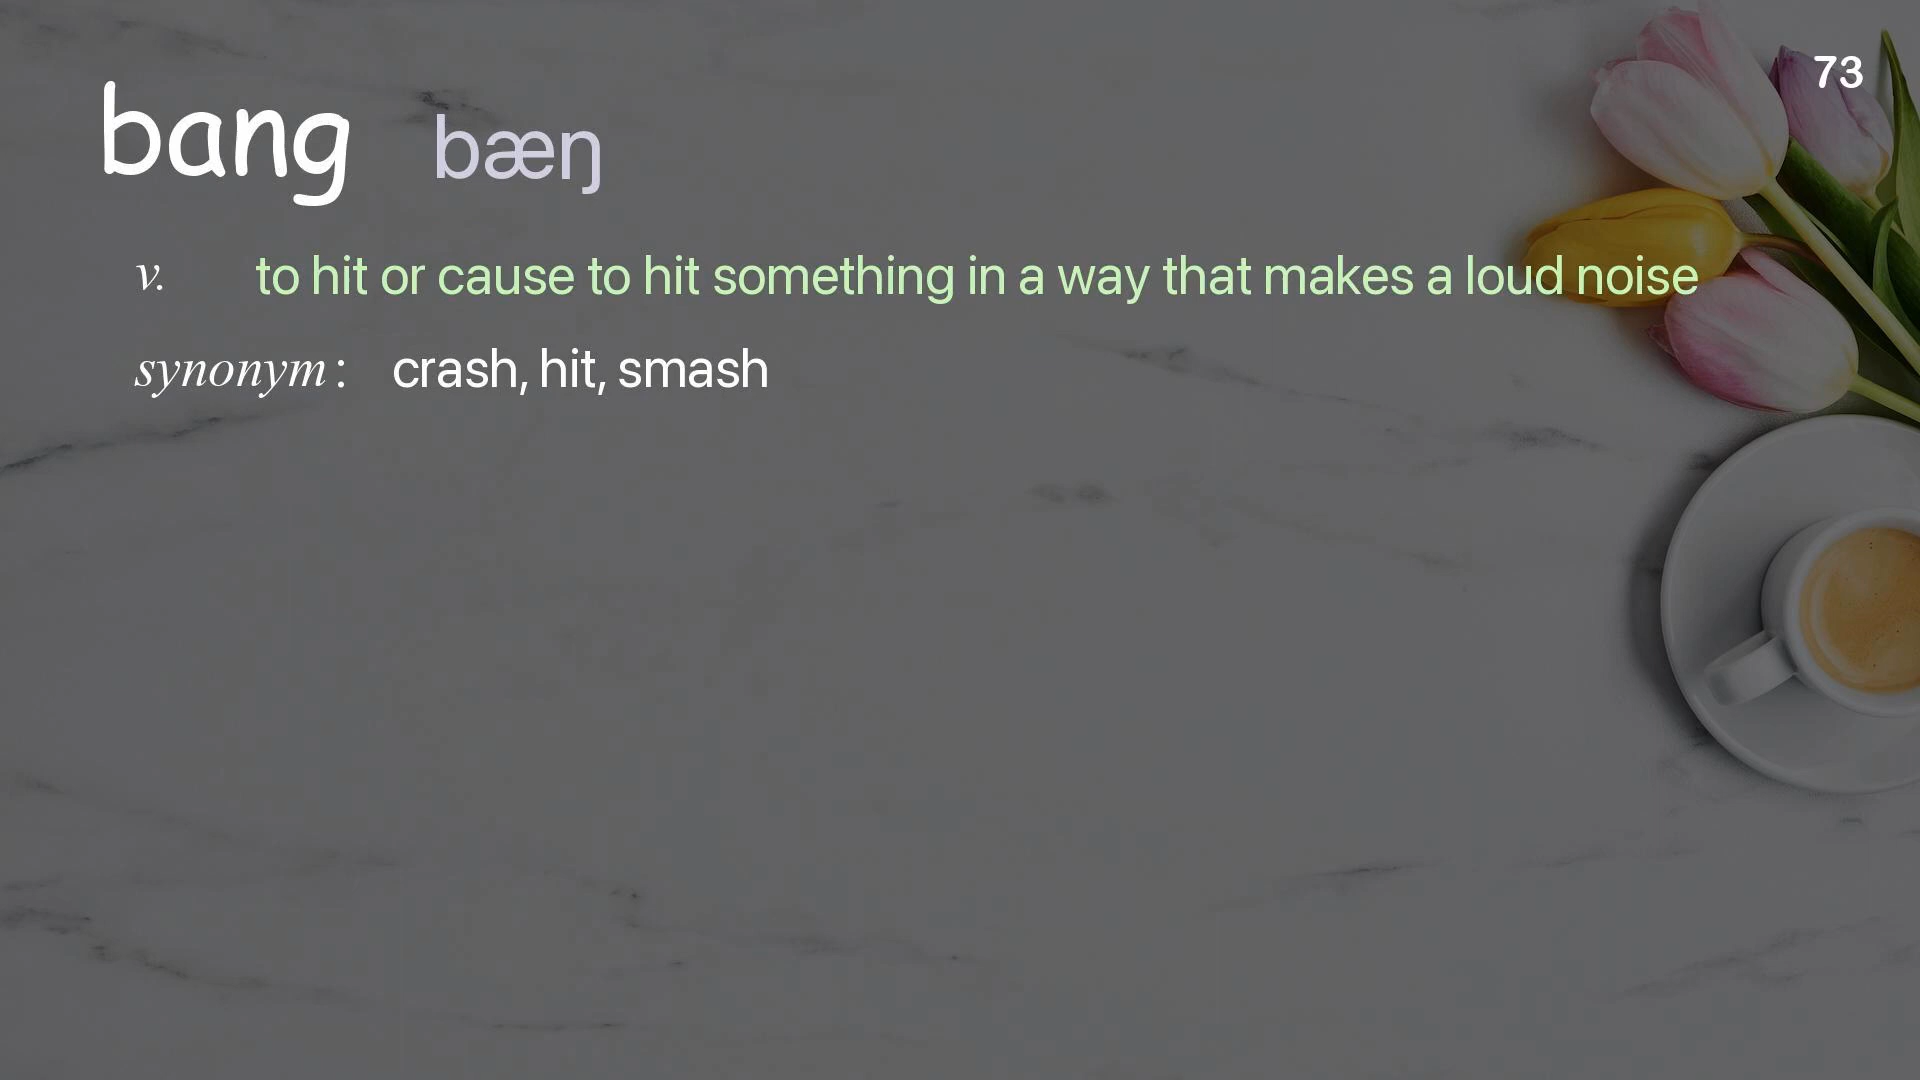 73
bang bæŋ
v. to hit or cause to hit something in a way that makes a loud noise
synonym : crash, hit, smash